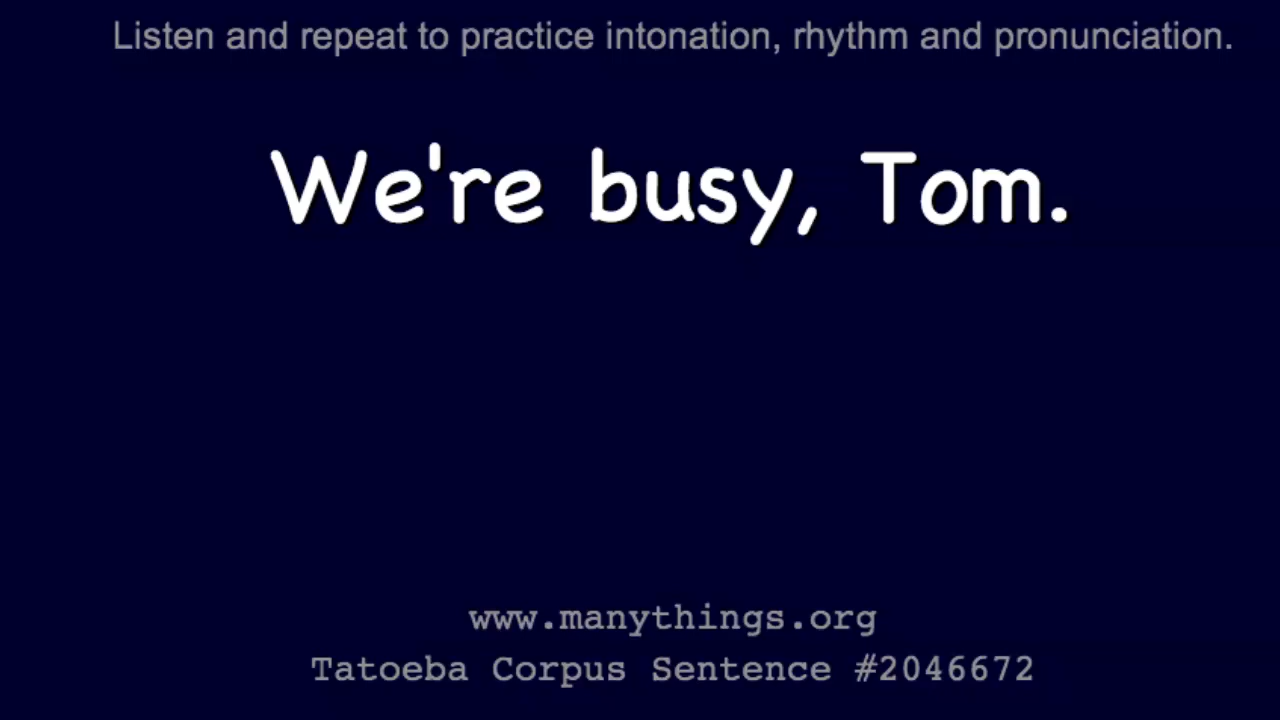 Listen and repeat to practice intonation, rhythm and pronunciation.
We're busy, Tom.
www.manythings.org
Tatoeba Corpus Sentence #2046672